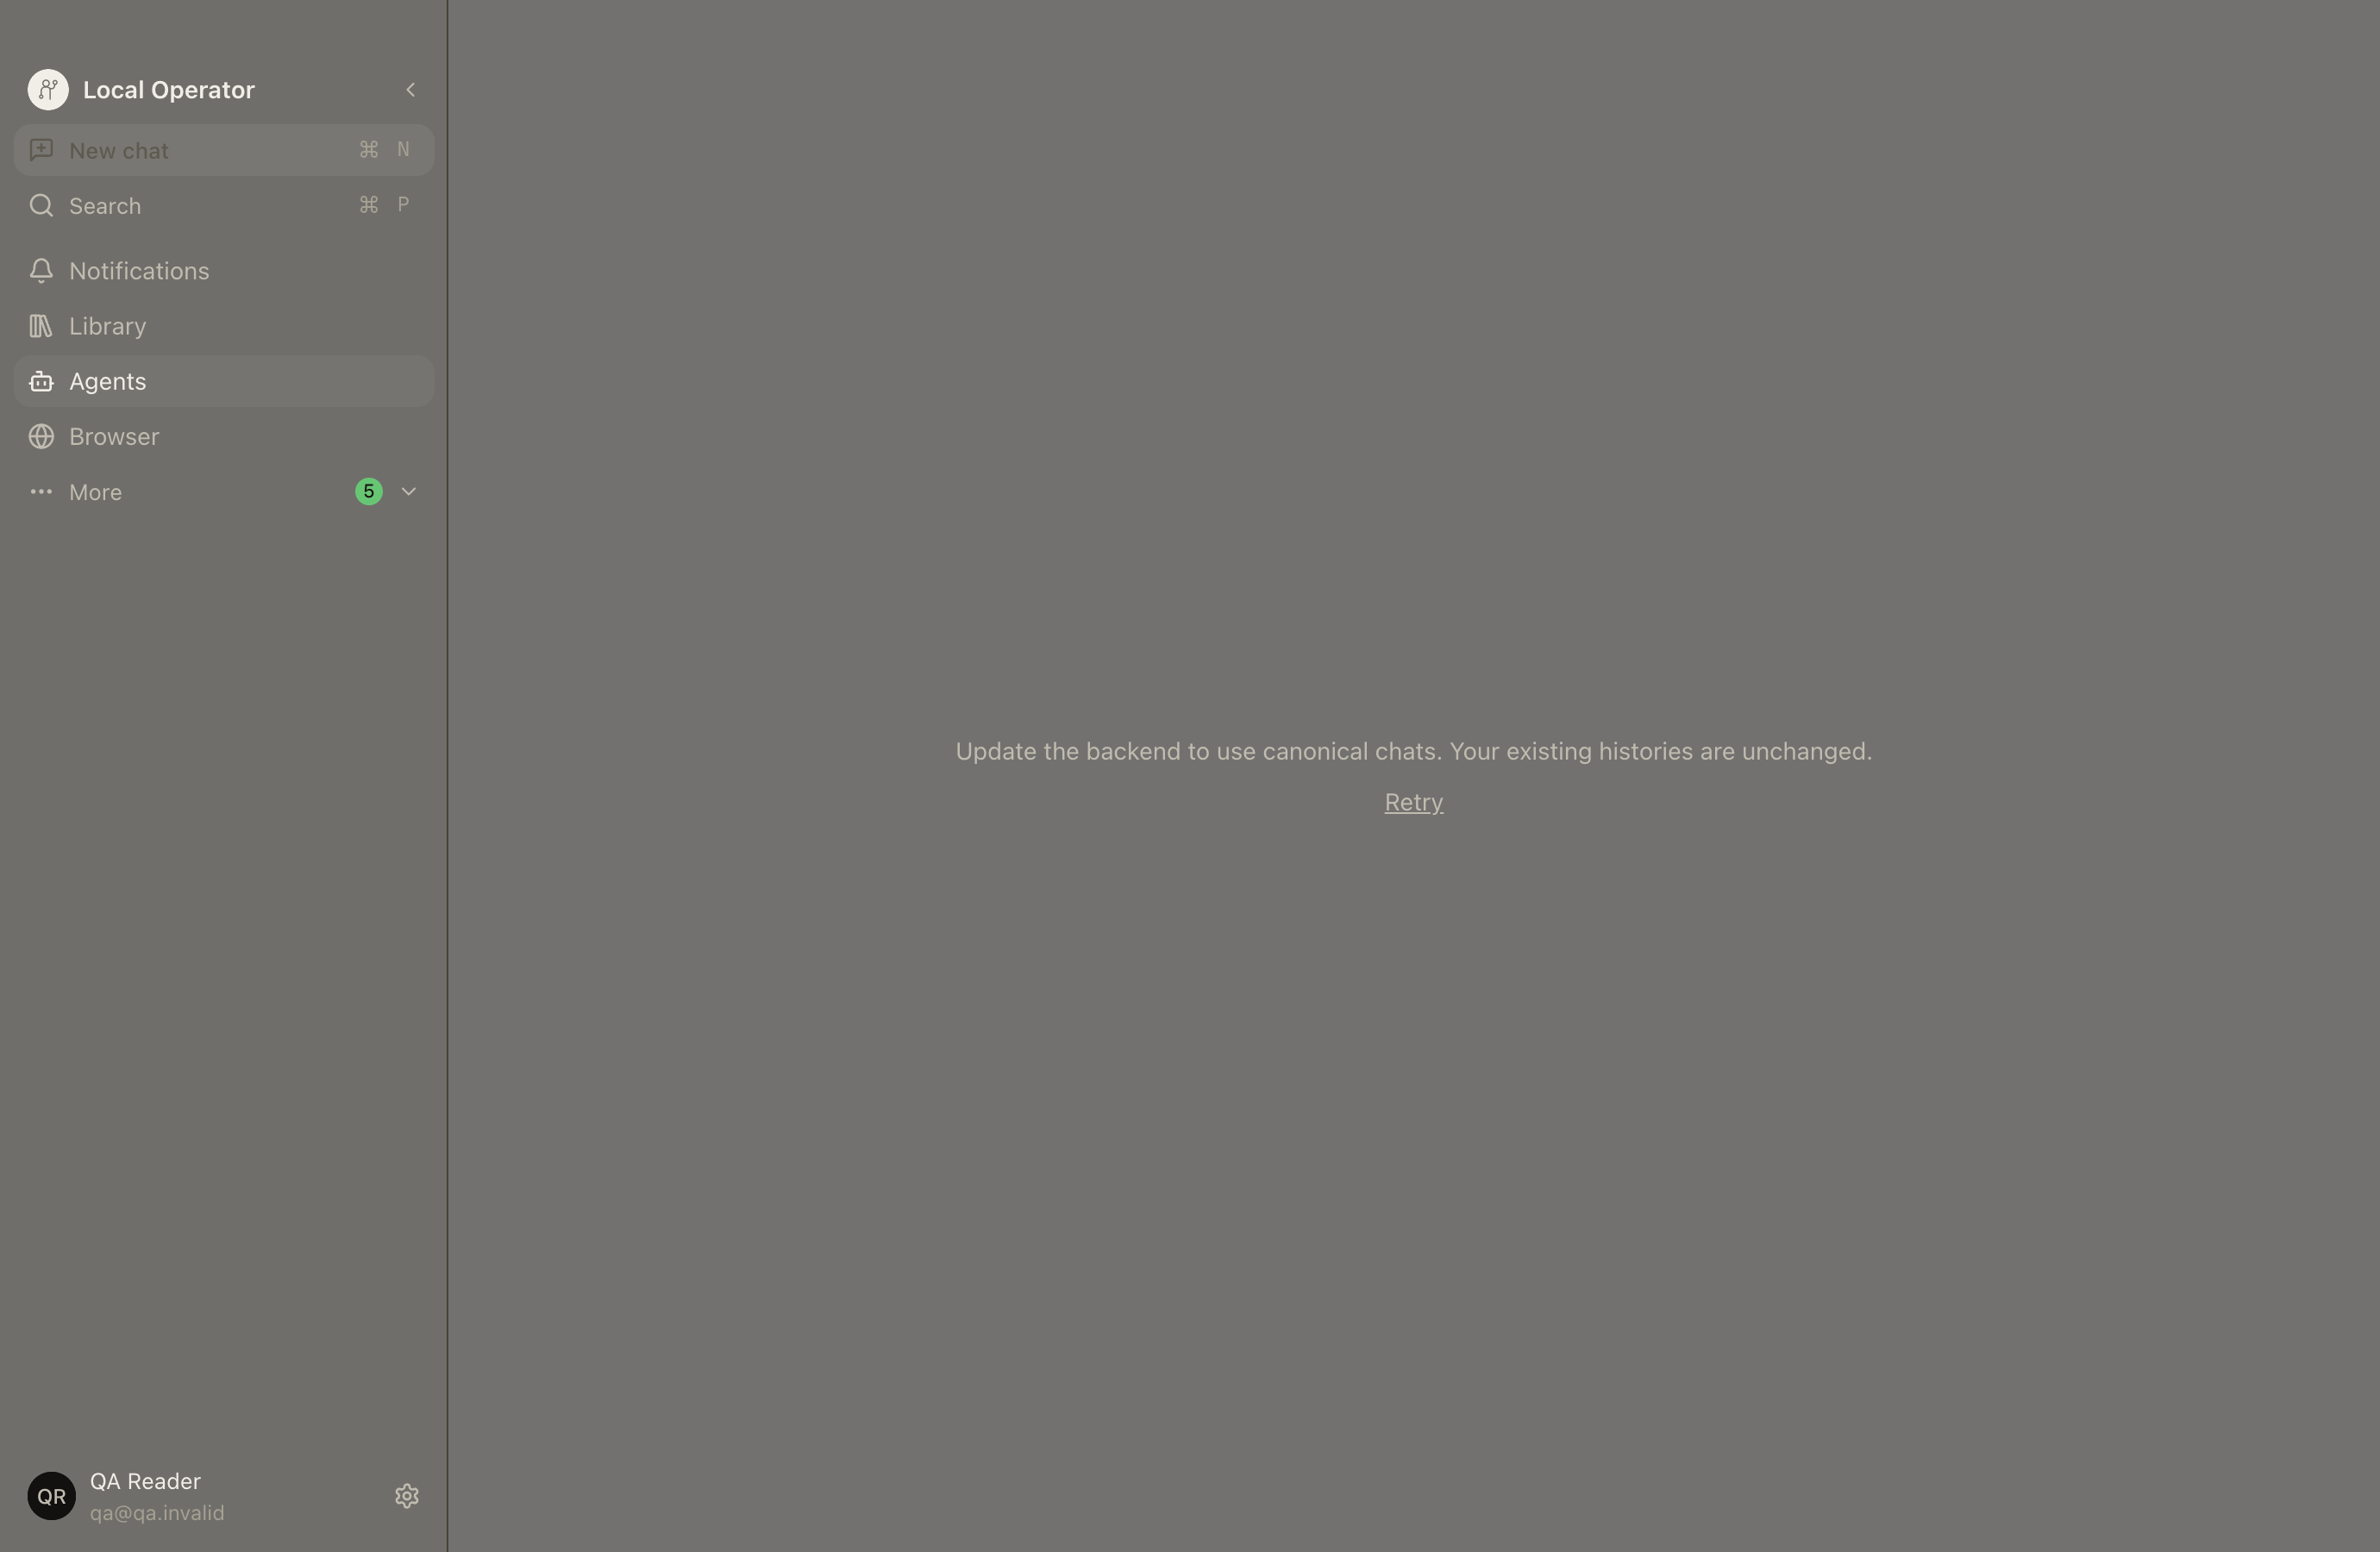 Local Operator
New chat ⌘ N
Search ⌘ P
Notifications
Library
Agents
Browser
More 5
Update the backend to use canonical chats. Your existing histories are unchanged.
Retry
QR QA Reader
qa@qa.invalid